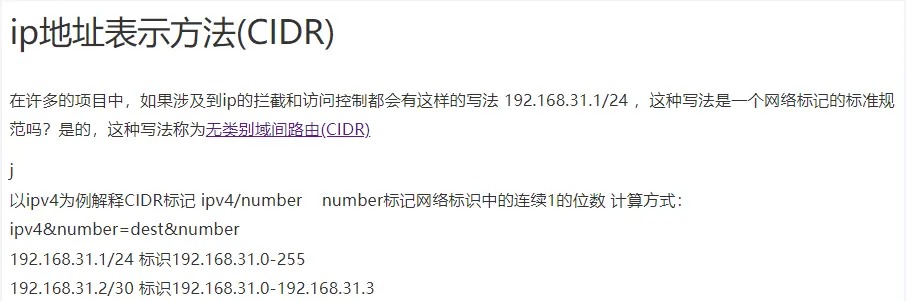 ip地址表示方法(CIDR)
在许多的项目中，如果涉及到ip的拦截和访问控制都会有这样的写法 192.168.31.1/24 ，这种写法是一个网络标记的标准规
范吗？是的，这种写法称为无类别域间路由(CIDR)
j
以ipv4为例解释CIDR标记 ipv4/number number标记网络标识中的连续1的位数 计算方式：
ipv4&number=dest&number
192.168.31.1/24 标识192.168.31.0-255
192.168.31.2/30 标识192.168.31.0-192.168.31.3